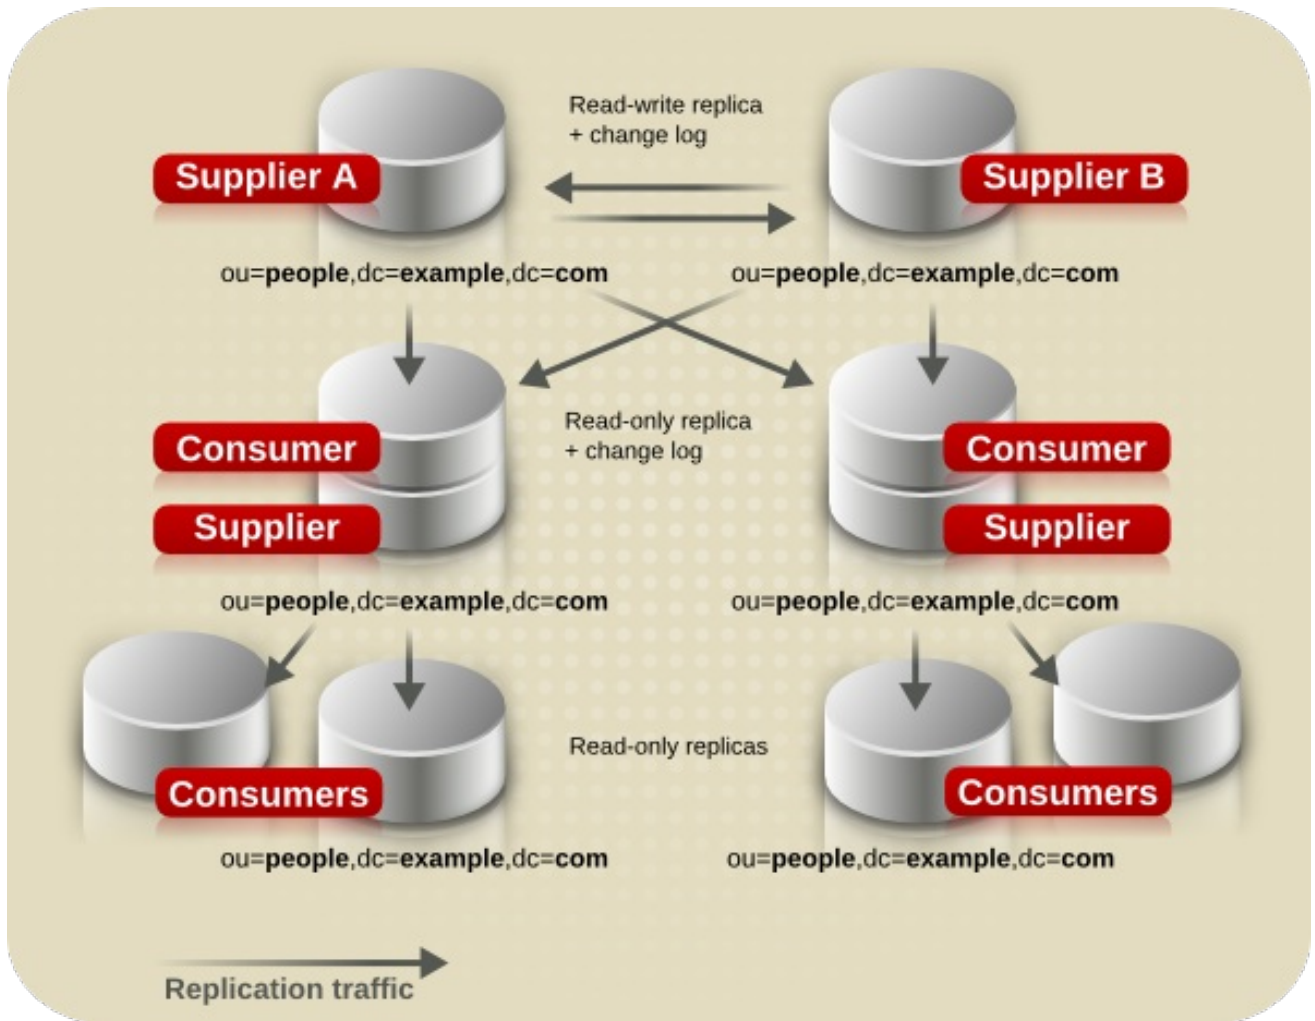 Read-write replica
+ change log
Supplier A
Supplier B
ou=people,dc=example,dc=com
ou=people,dc=example,dc=com
Read-only replica
+ change log
Consumer
Consumer
Supplier
Supplier
ou=people,dc=example,dc=com
ou=people,dc=example,dc=com
Read-only replicas
Consumers
Consumers
ou=people,dc=example,dc=com
ou=people,dc=example,dc=com
Replication traffic